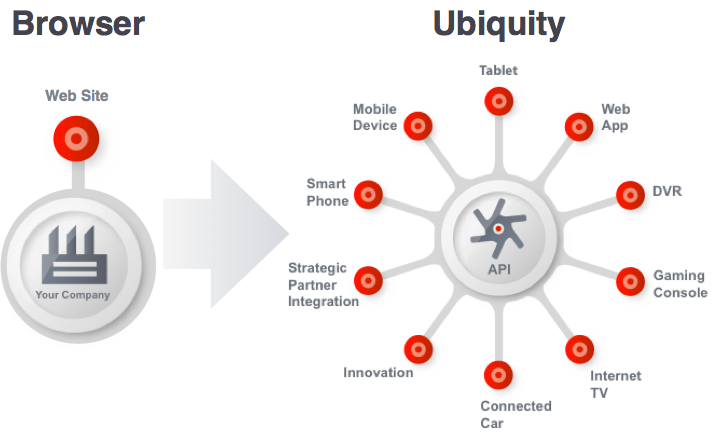 Browser
Web Site
Your Company
Ubiquity
Tablet
Mobile
Device
Web
App
Smart
Phone
DVR
API
Strategic
Partner
Integration
Gaming
Console
Innovation
Internet
TV
Connected
Car